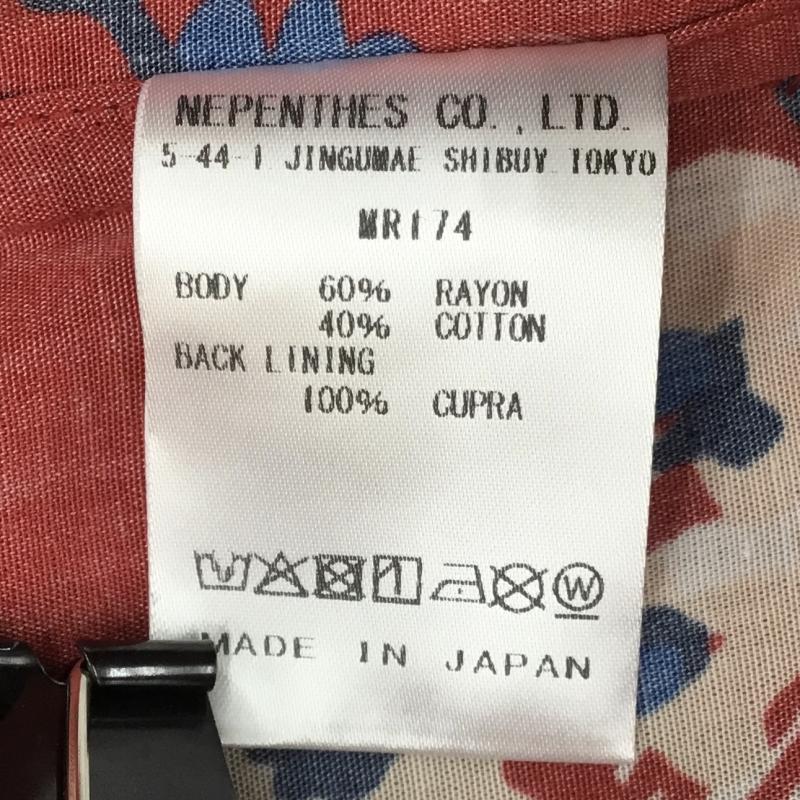 NEPENTHES CO., LTD.
5-44-1 JINGUMAE SHIBUY TOKYO
MR174
BODY 60% RAYON
40% COTTON
BACK LINING
100% CUPRA
W
MADE IN JAPAN